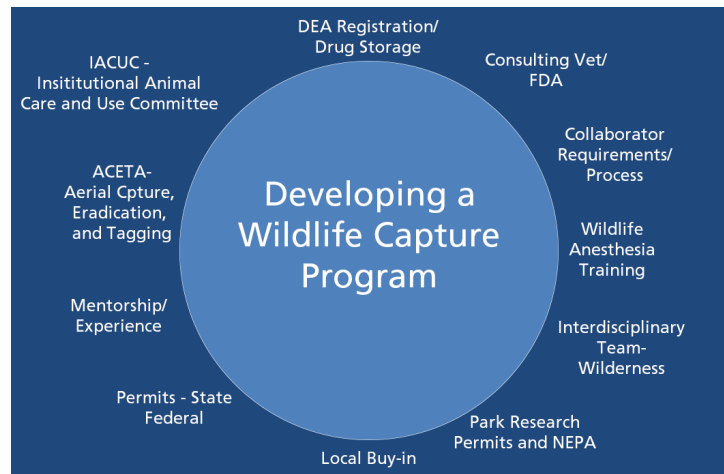 DEA Registration/
Drug Storage
Consulting Vet/
FDA
Collaborator
Requirements/
Process
Wildlife
Anesthesia
Training
Interdisciplinary
Team-
Wilderness
Park Research
Permits and NEPA
Local Buy-in
Permits - State
Federal
Mentorship/
Experience
ACETA-
Aerial Cpture,
Eradication,
and Tagging
IACUC -
Insititutional Animal
Care and Use Committee
Developing a
Wildlife Capture
Program